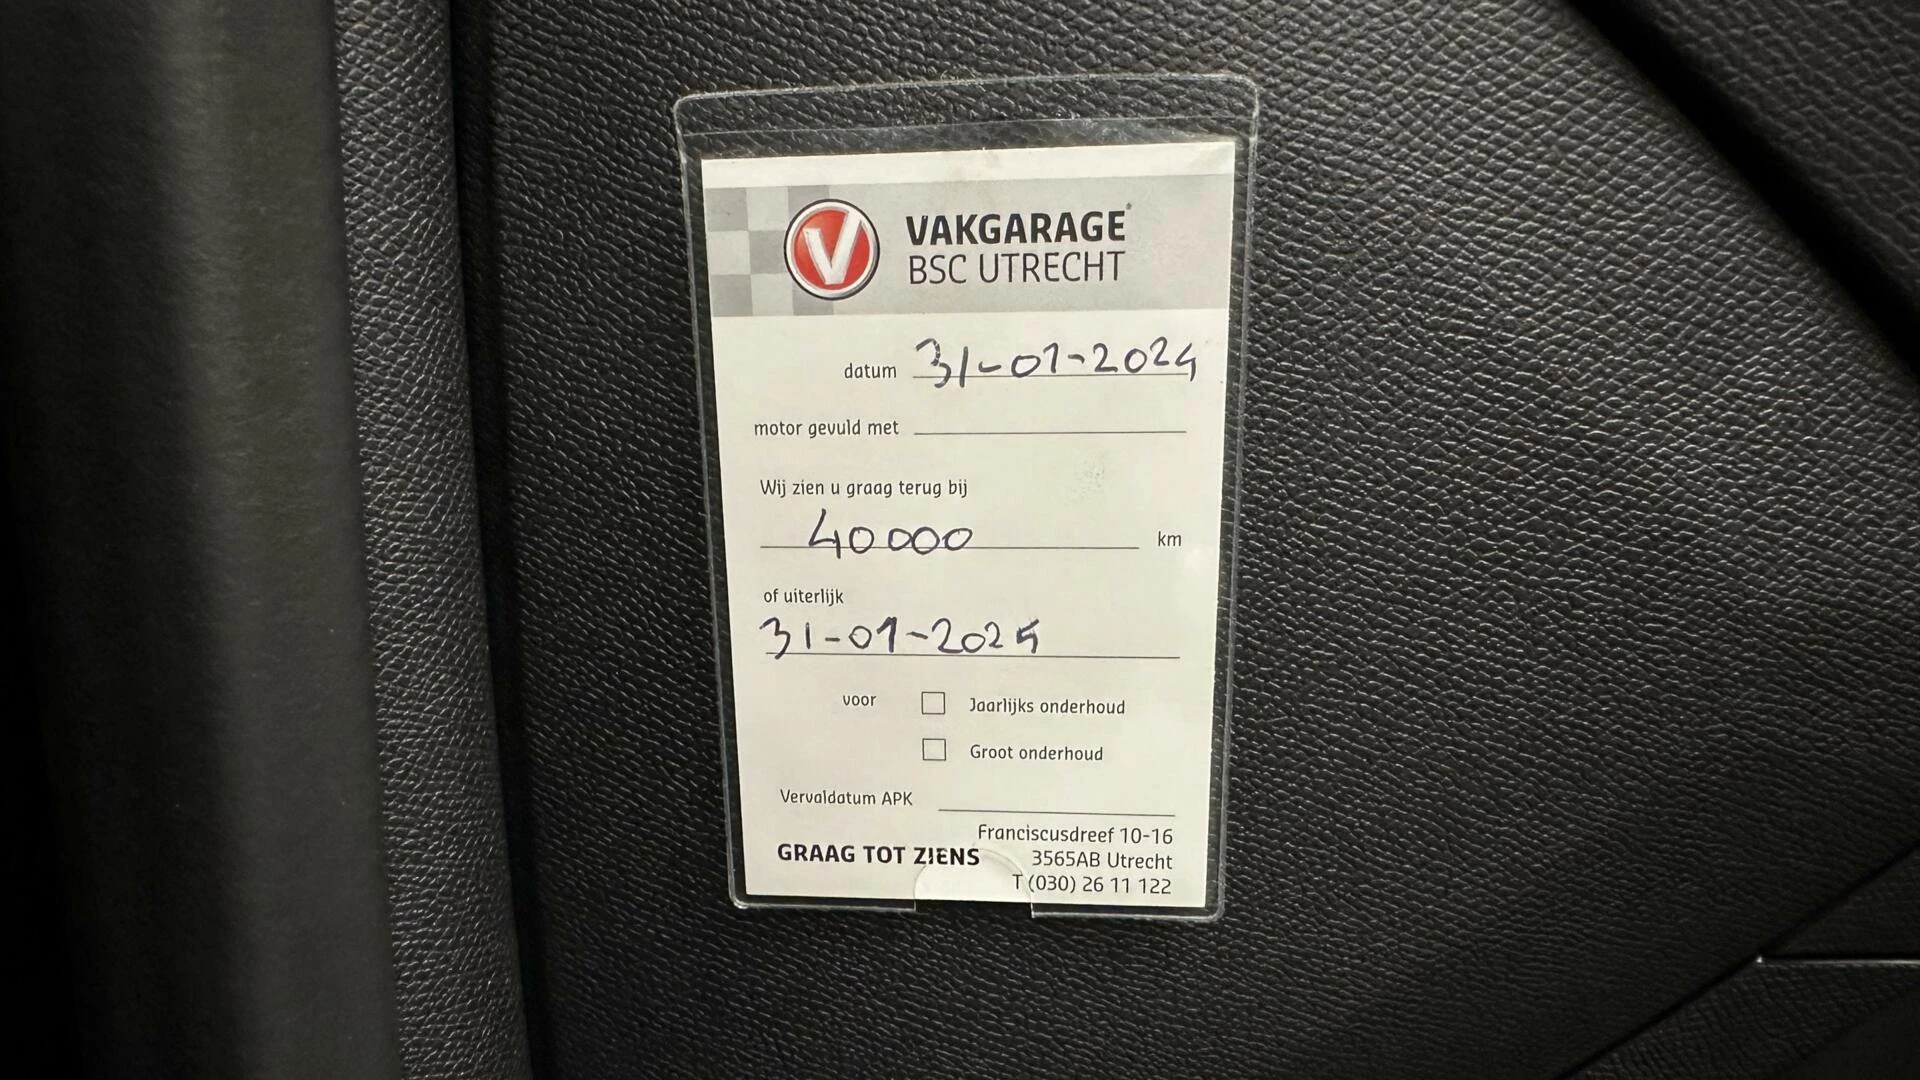 V
VAKGARAGE
BSC UTRECHT
datum 31-01-2024
motor gevuld met
Wij zien u graag terug bij
40000 km
of uiterlijk
31-01-2025
voor Jaarlijks onderhoud
Groot onderhoud
Vervaldatum APK
GRAAG TOT ZIENS
Franciscusdreef 10-16
3565AB Utrecht
T (030) 26 11 122